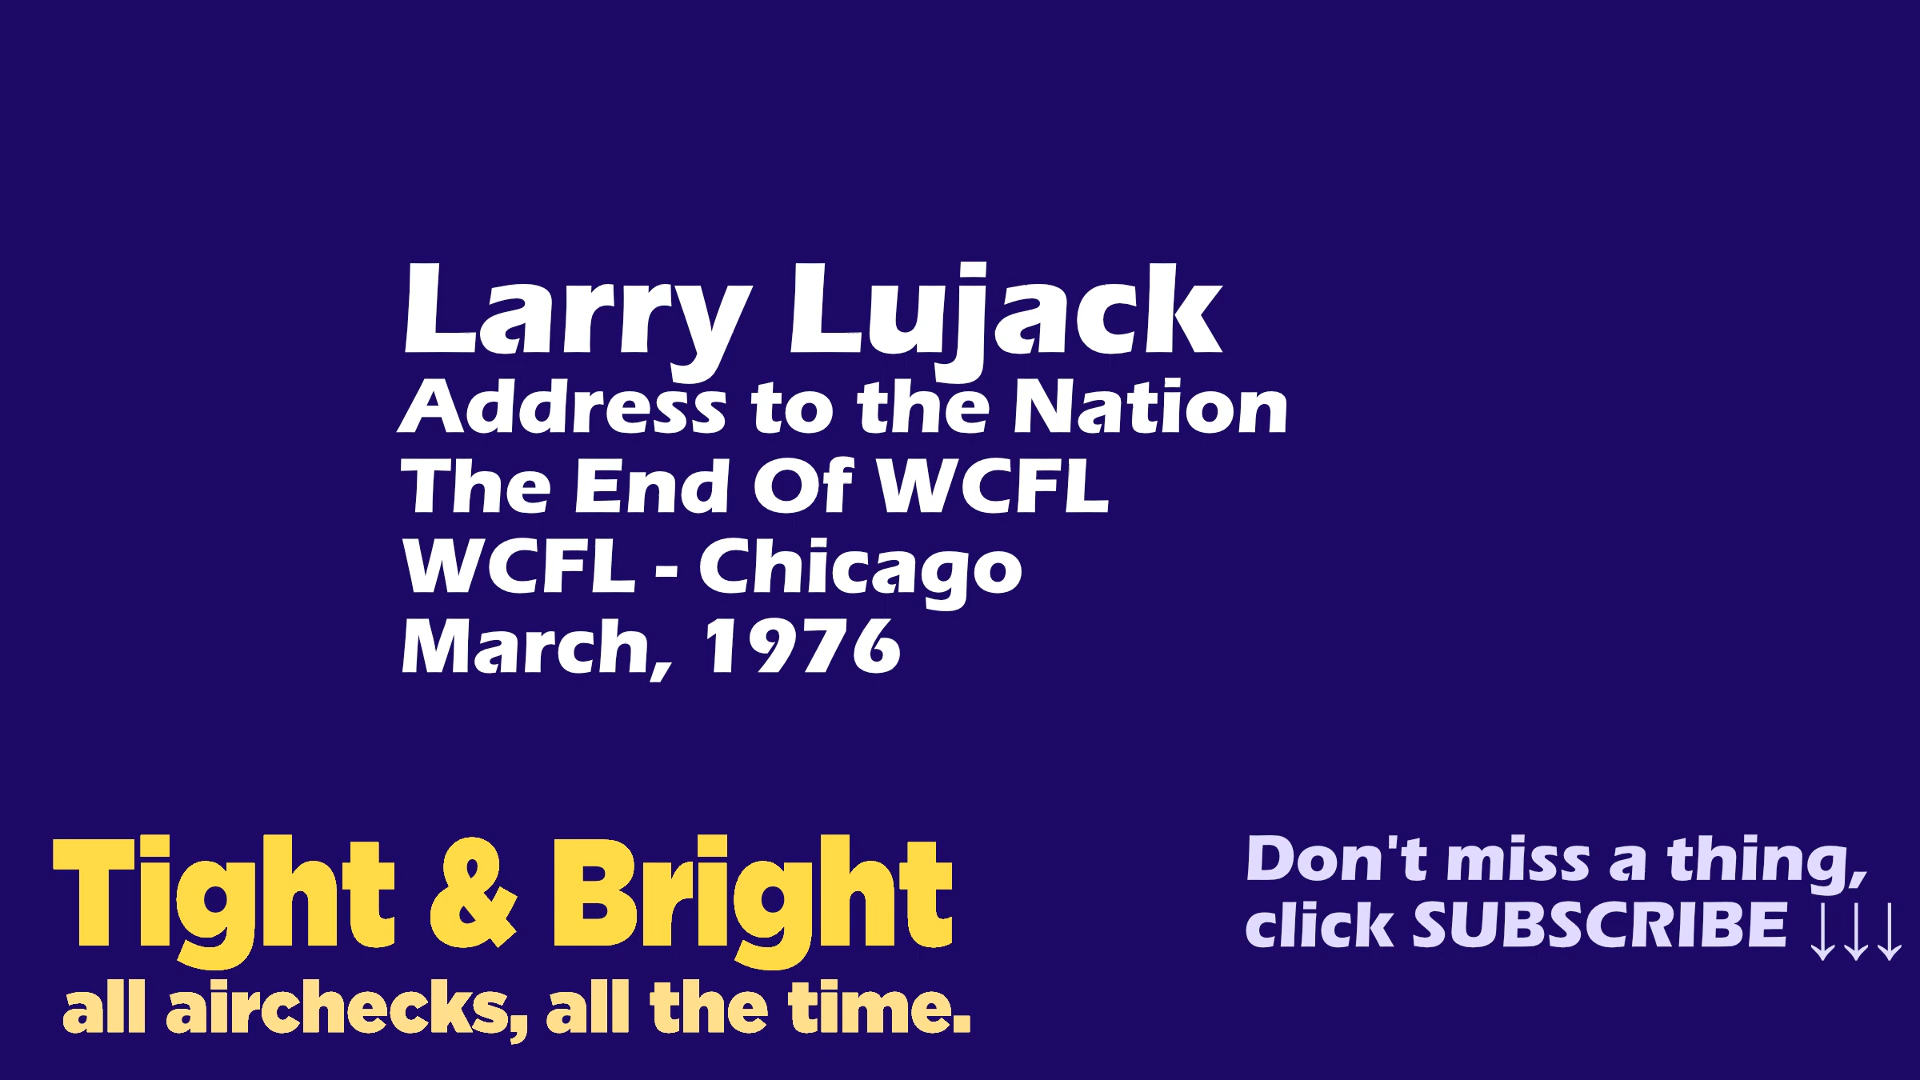 Larry Lujack
Address to the Nation
The End Of WCFL
WCFL - Chicago
March, 1976
Tight & Bright
all airchecks, all the time.
Don't miss a thing,
click SUBSCRIBE ↓↓↓